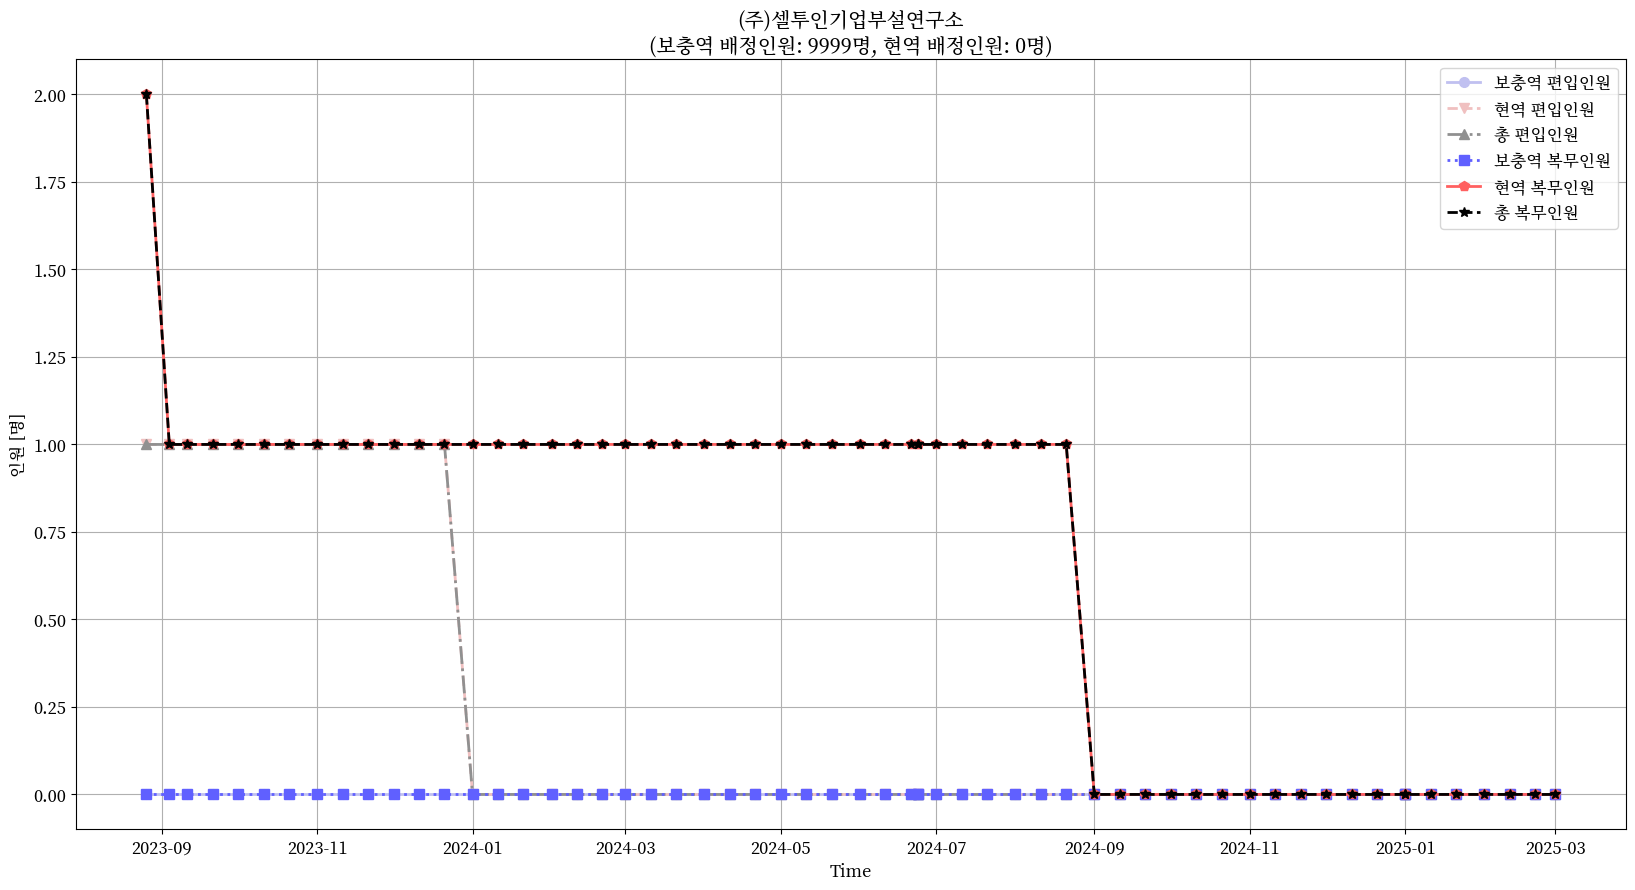 (주)셀투인기업부설연구소
(보충역 배정인원: 9999명, 현역 배정인원: 0명)
보충역 편입인원
현역 편입인원
총 편입인원
보충역 복무인원
현역 복무인원
총 복무인원
인원 [명]
2.00
1.75
1.50
1.25
1.00
0.75
0.50
0.25
0.00
2023-09
2023-11
2024-01
2024-03
2024-05
2024-07
2024-09
2024-11
2025-01
2025-03
Time